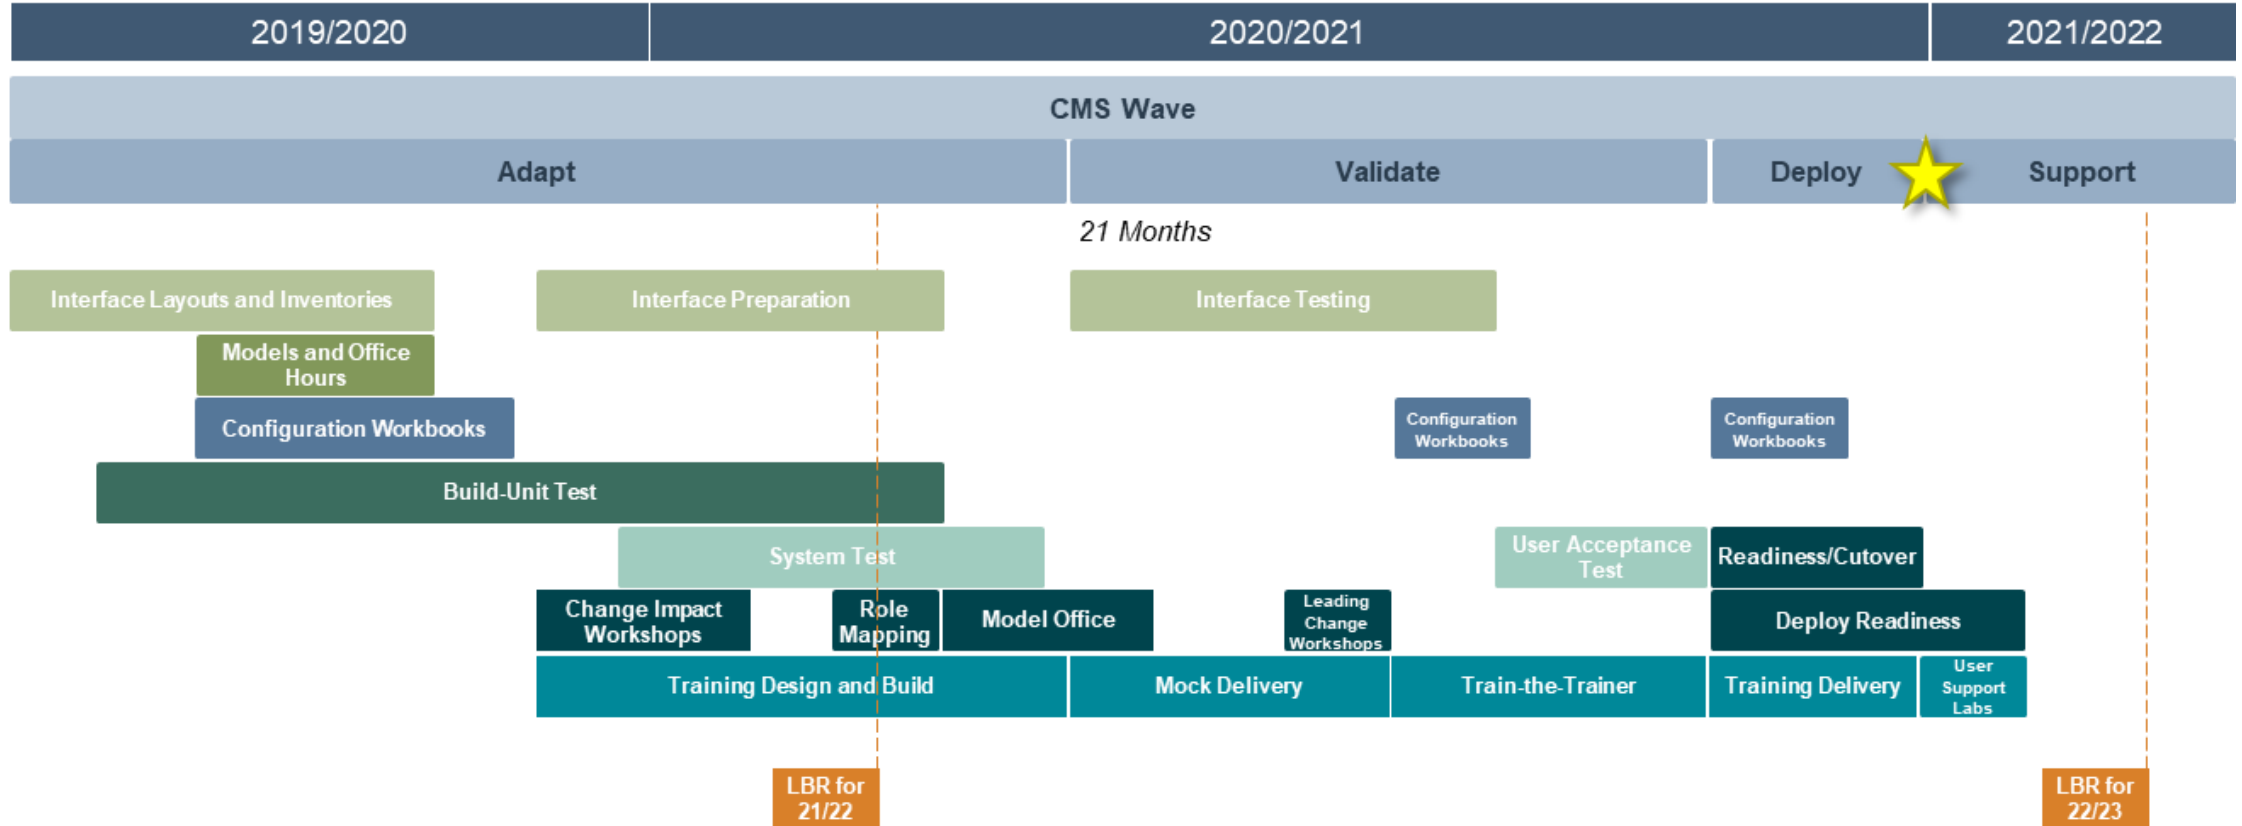 2019/2020
2020/2021
2021/2022
CMS Wave
Adapt
Validate
Deploy
Support
21 Months
Interface Layouts and Inventories
Interface Preparation
Interface Testing
Models and Office
Hours
Configuration Workbooks
Configuration
Workbooks
Configuration
Workbooks
Build-Unit Test
System Test
User Acceptance
Test
Readiness/Cutover
Change Impact
Workshops
Role
Mapping
Model Office
Leading
Change
Workshops
Deploy Readiness
Training Design and Build
Mock Delivery
Train-the-Trainer
Training Delivery
User
Support
Labs
LBR for
21/22
LBR for
22/23